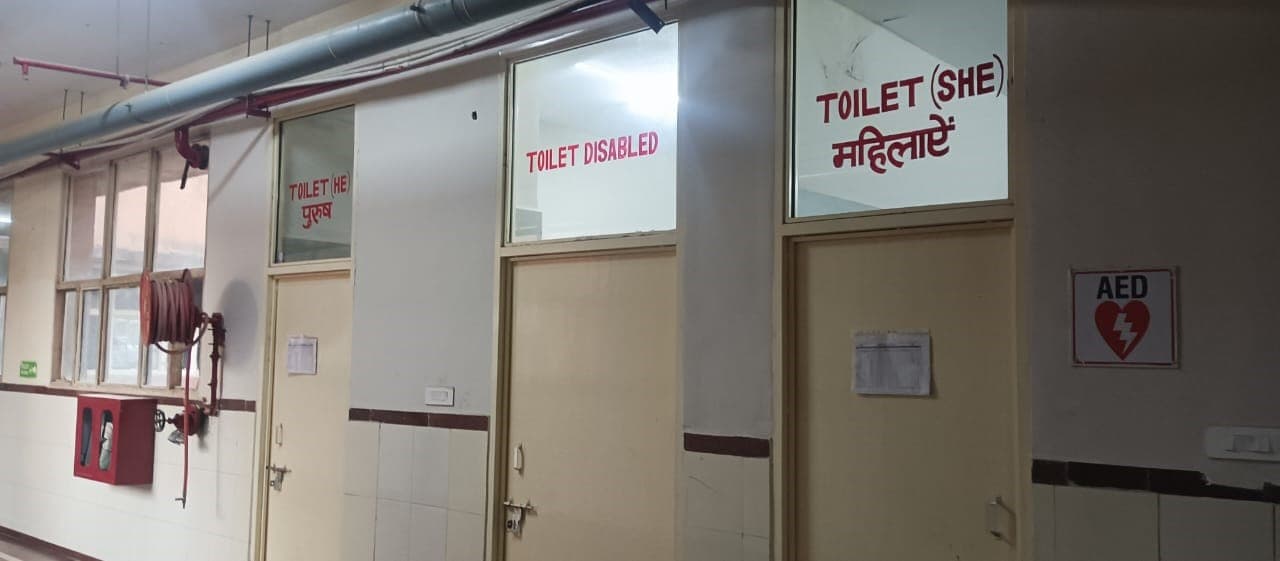 TOILET (HE)
पुरुष
TOILET DISABLED
TOILET (SHE)
महिलाऐं
AED